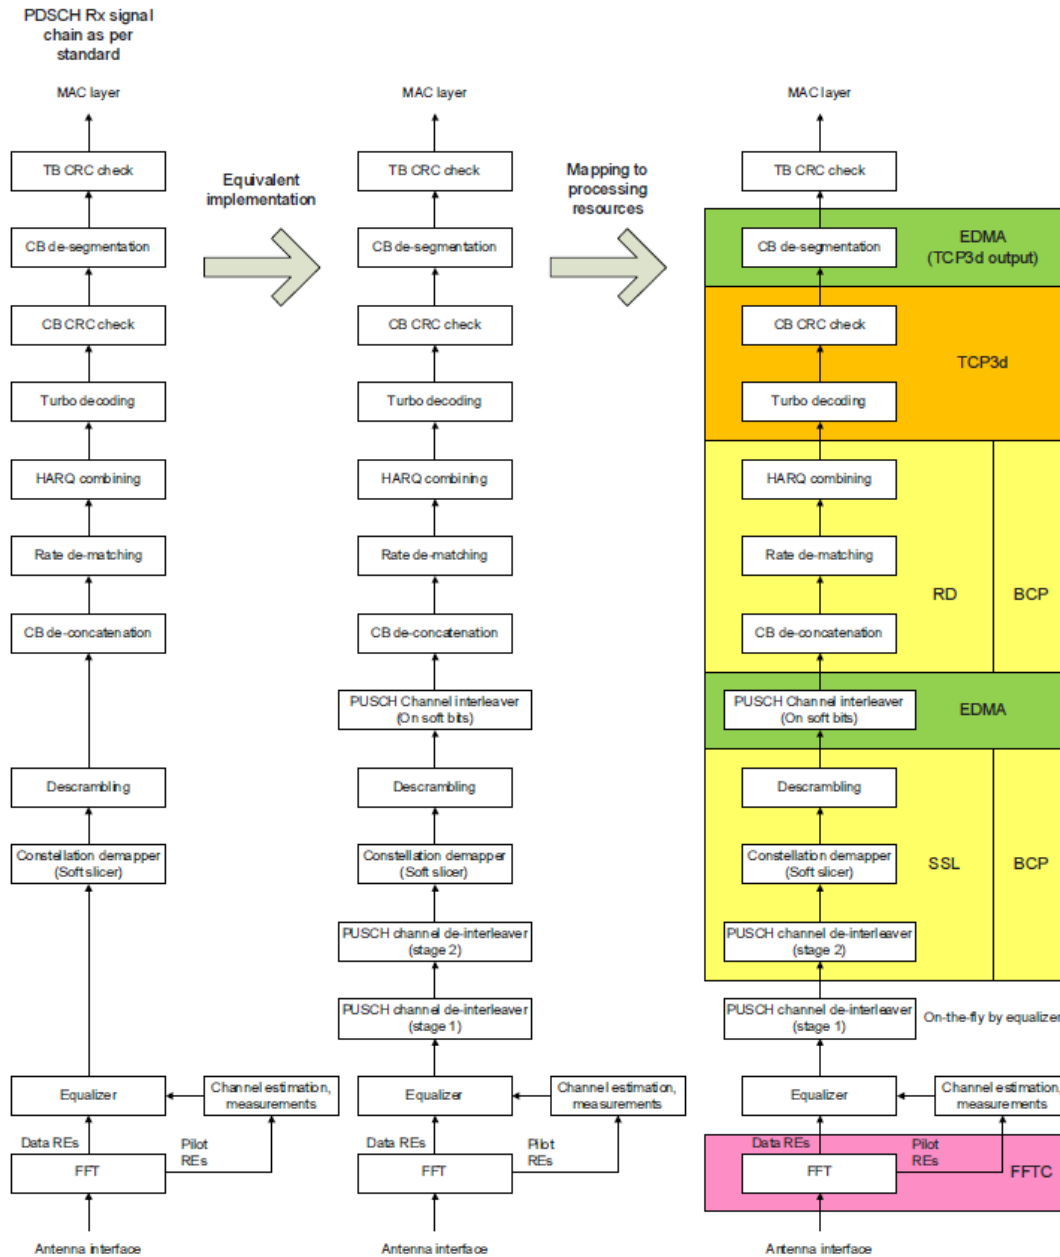 PDSCH Rx signal
chain as per
standard
MAC layer
TB CRC check
CB de-segmentation
CB CRC check
Turbo decoding
HARQ combining
Rate de-matching
CB de-concatenation
Descrambling
Constellation demapper
(Soft slicer)
Equalizer
Channel estimation,
measurements
Data REs
Pilot
REs
FFT
Antenna interface
Equivalent
implementation
MAC layer
TB CRC check
CB de-segmentation
CB CRC check
Turbo decoding
HARQ combining
Rate de-matching
CB de-concatenation
PUSCH Channel interleaver
(On soft bits)
Descrambling
Constellation demapper
(Soft slicer)
PUSCH channel de-interleaver
(stage 2)
PUSCH channel de-interleaver
(stage 1)
Equalizer
Channel estimation,
measurements
Data REs
Pilot
REs
FFT
Antenna interface
Mapping to
processing
resources
MAC layer
TB CRC check
CB de-segmentation
EDMA
(TCP3d output)
CB CRC check
TCP3d
Turbo decoding
HARQ combining
Rate de-matching
RD
BCP
CB de-concatenation
PUSCH Channel interleaver
(On soft bits)
EDMA
Descrambling
Constellation demapper
(Soft slicer)
SSL
BCP
PUSCH channel de-interleaver
(stage 2)
PUSCH channel de-interleaver
(stage 1)
On-the-fly by equalizer
Equalizer
Channel estimation,
measurements
Data REs
Pilot
REs
FFT
FFTC
Antenna interface